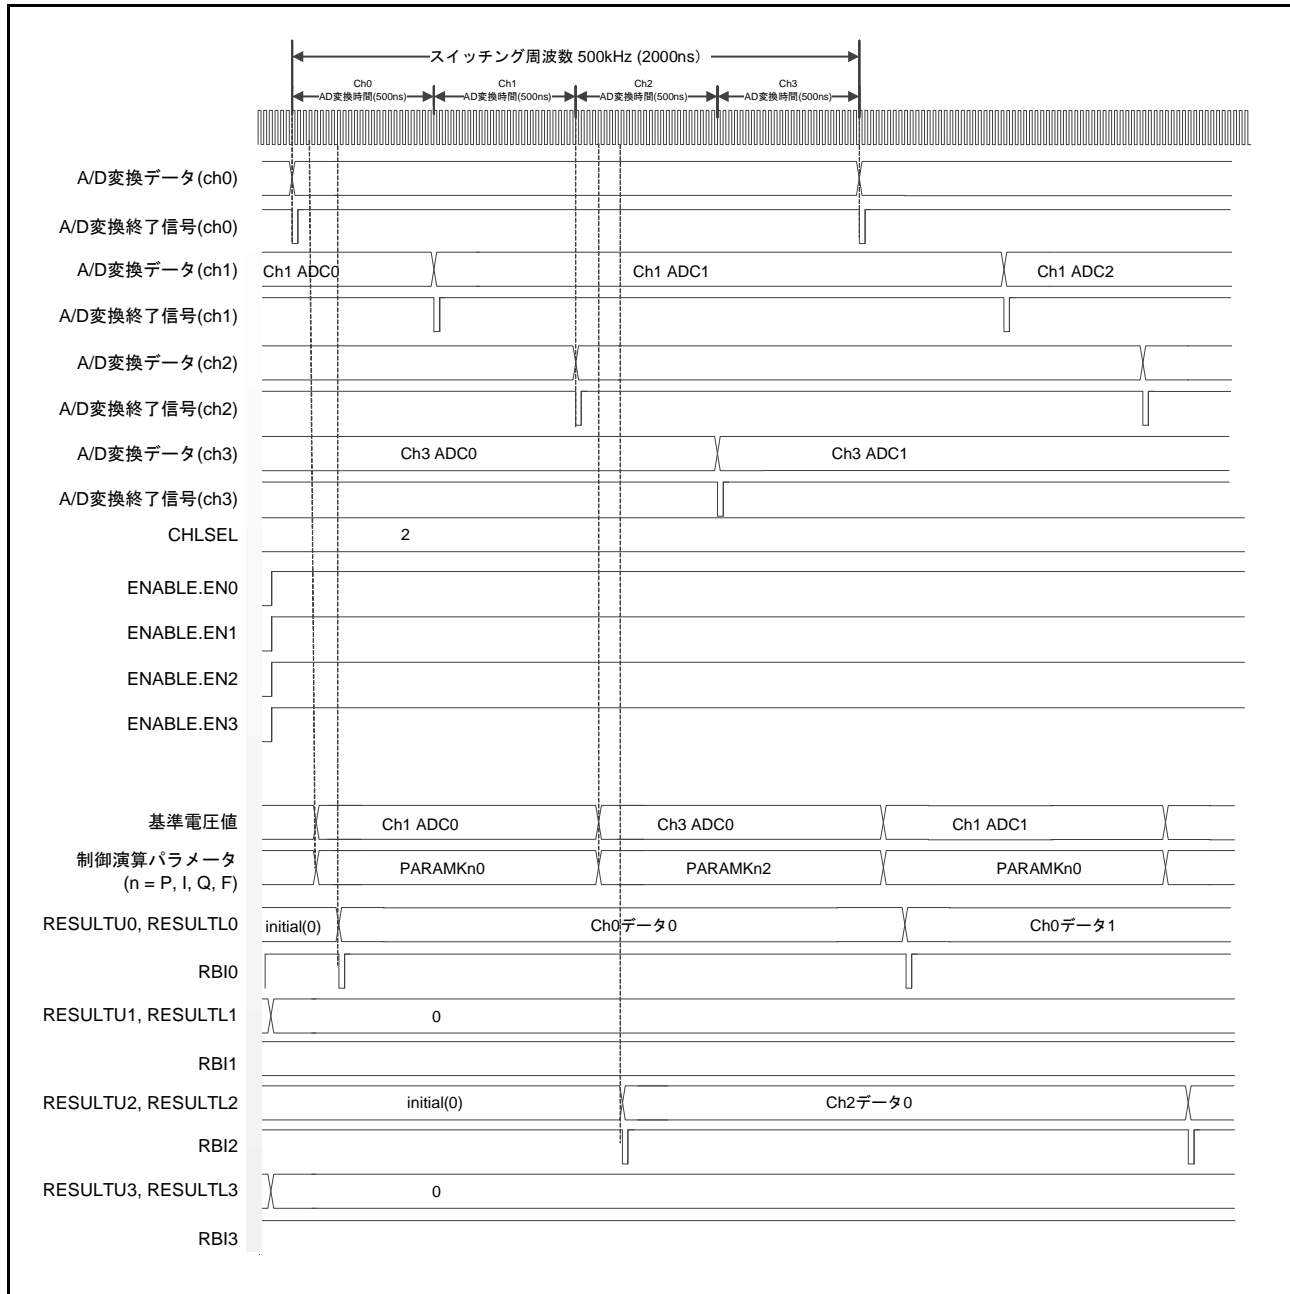 スイッチング周波数 500kHz (2000ns)
Ch0 Ch1 Ch2 Ch3
AD変換時間(500ns) AD変換時間(500ns) AD変換時間(500ns) AD変換時間(500ns)
A/D変換データ(ch0)
A/D変換終了信号(ch0)
A/D変換データ(ch1) Ch1 ADC0 Ch1 ADC1 Ch1 ADC2
A/D変換終了信号(ch1)
A/D変換データ(ch2)
A/D変換終了信号(ch2)
A/D変換データ(ch3) Ch3 ADC0 Ch3 ADC1
A/D変換終了信号(ch3)
CHLSEL 2
ENABLE.EN0
ENABLE.EN1
ENABLE.EN2
ENABLE.EN3
基準電圧値 Ch1 ADC0 Ch3 ADC0 Ch1 ADC1
制御演算パラメータ PARAMKn0 PARAMKn2 PARAMKn0
(n = P, I, Q, F)
RESULTU0, RESULTL0 initial(0) Ch0データ0 Ch0データ1
RBI0
RESULTU1, RESULTL1 0
RBI1
RESULTU2, RESULTL2 initial(0) Ch2データ0
RBI2
RESULTU3, RESULTL3 0
RBI3